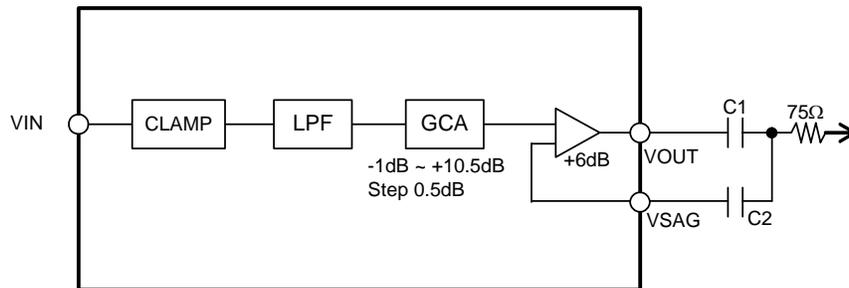 VIN
CLAMP
LPF
GCA
-1dB ~ +10.5dB
Step 0.5dB
+6dB
VOUT
VSAG
C1
75Ω
C2